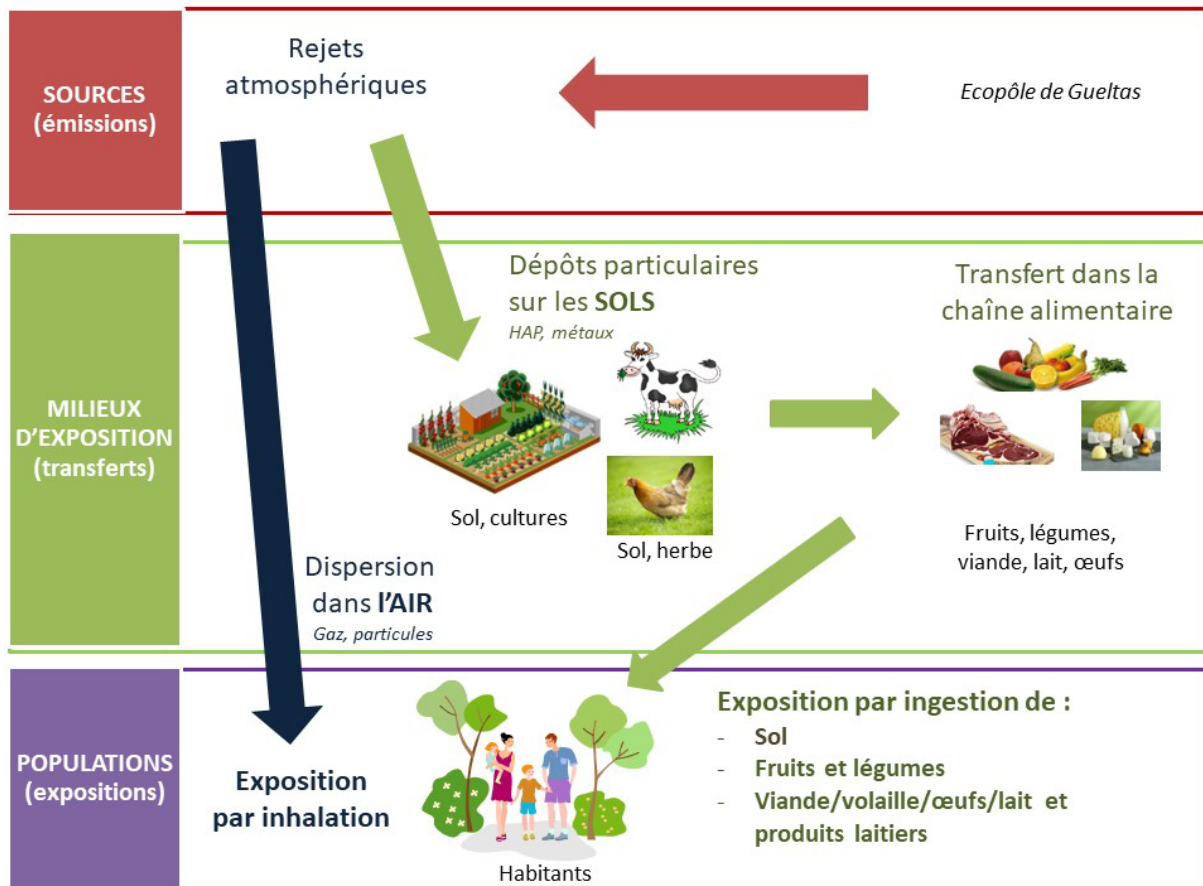 SOURCES
(émissions)
Rejets
atmosphériques
Ecopôle de Gueltas
MILIEUX
D'EXPOSITION
(transferts)
Dépôts particulaires
sur les SOLS
HAP, métaux
Transfert dans la
chaîne alimentaire
Sol, cultures
Sol, herbe
Fruits, légumes,
viande, lait, œufs
Dispersion
dans l'AIR
Gaz, particules
POPULATIONS
(expositions)
Exposition
par inhalation
Habitants
Exposition par ingestion de :
- Sol
- Fruits et légumes
- Viande/volaille/œufs/lait et
produits laitiers